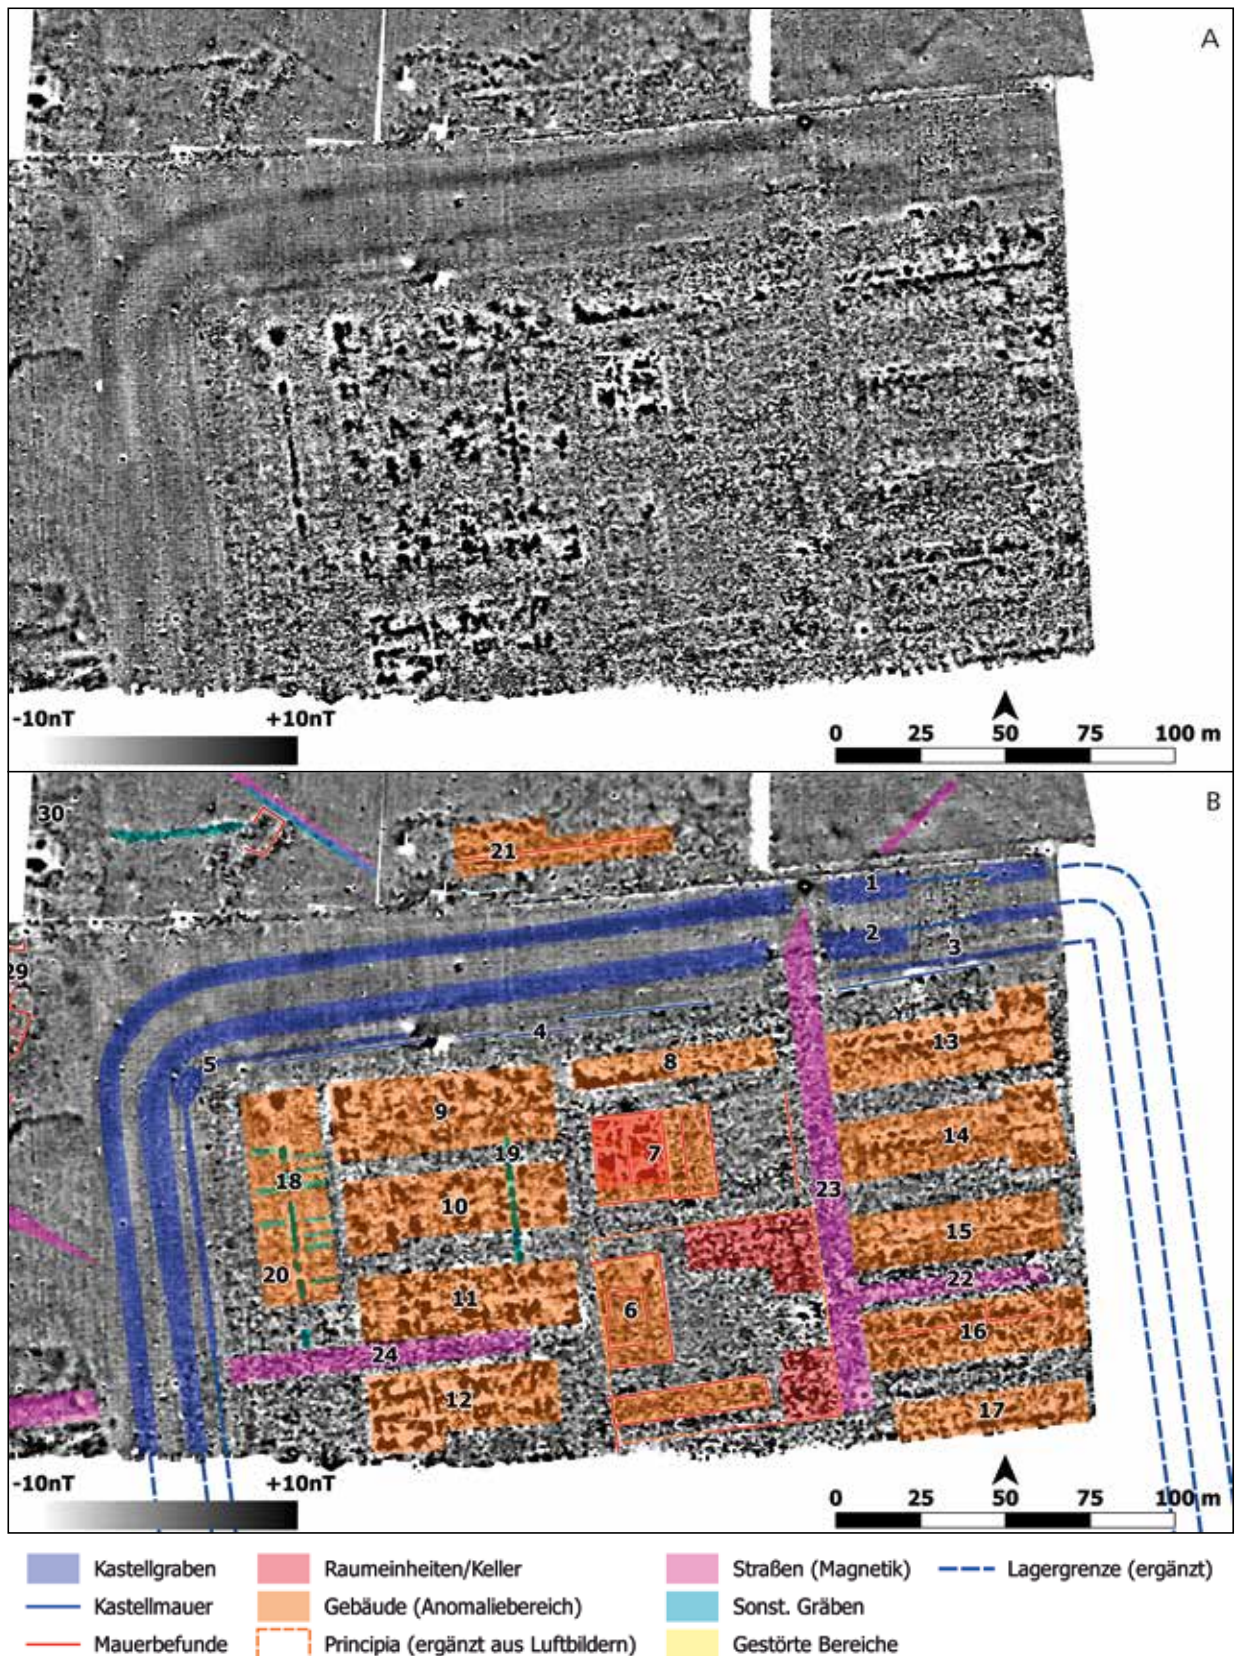 A
-10nT +10nT
0 25 50 75 100 m
B
30
21
1
2
29
3
5
4
13
8
9
14
7
19
18
10
23
15
20
22
11
6
16
24
12
17
-10nT +10nT
0 25 50 75 100 m
Kastellgraben Raumeinheiten/Keller Straßen (Magnetik) Lagergrenze (ergänzt)
Kastellmauer Gebäude (Anomaliebereich) Sonst. Gräben
Mauerbefunde Principia (ergänzt aus Luftbildern) Gestörte Bereiche